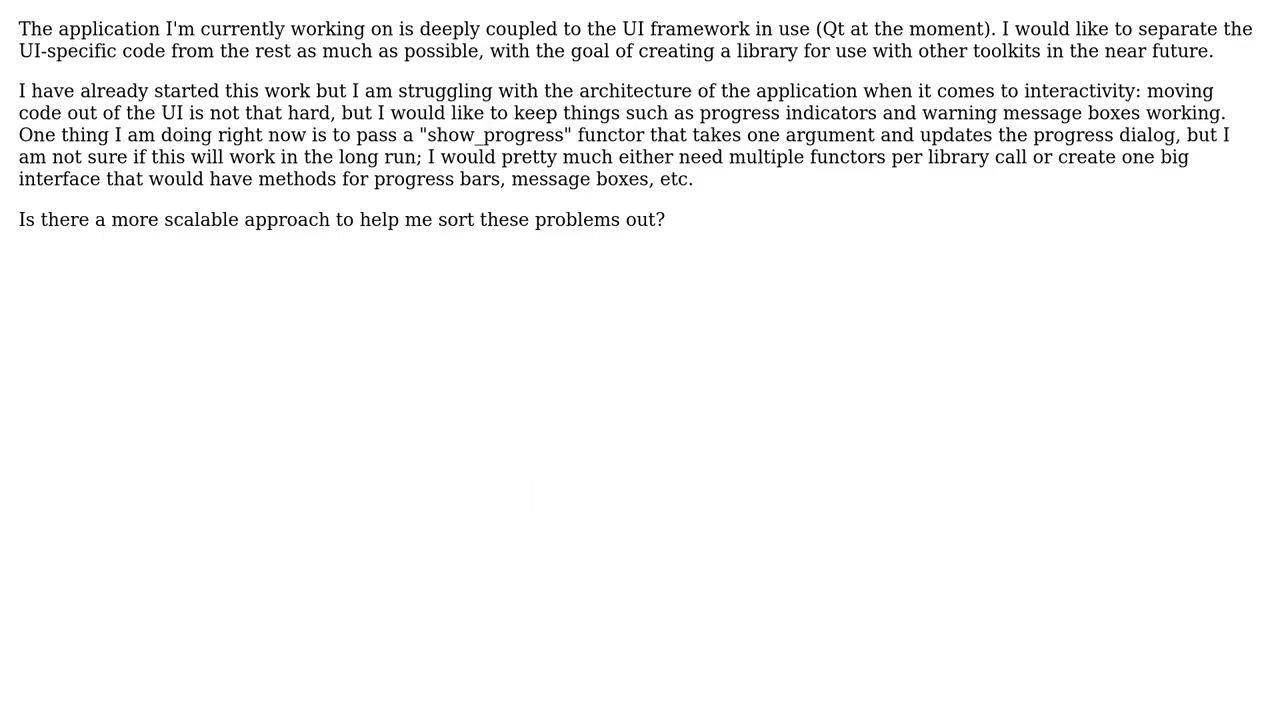 The application I'm currently working on is deeply coupled to the UI framework in use (Qt at the moment). I would like to separate the
UI-specific code from the rest as much as possible, with the goal of creating a library for use with other toolkits in the near future.
I have already started this work but I am struggling with the architecture of the application when it comes to interactivity: moving
code out of the UI is not that hard, but I would like to keep things such as progress indicators and warning message boxes working.
One thing I am doing right now is to pass a "show_progress" functor that takes one argument and updates the progress dialog, but I
am not sure if this will work in the long run; I would pretty much either need multiple functors per library call or create one big
interface that would have methods for progress bars, message boxes, etc.
Is there a more scalable approach to help me sort these problems out?